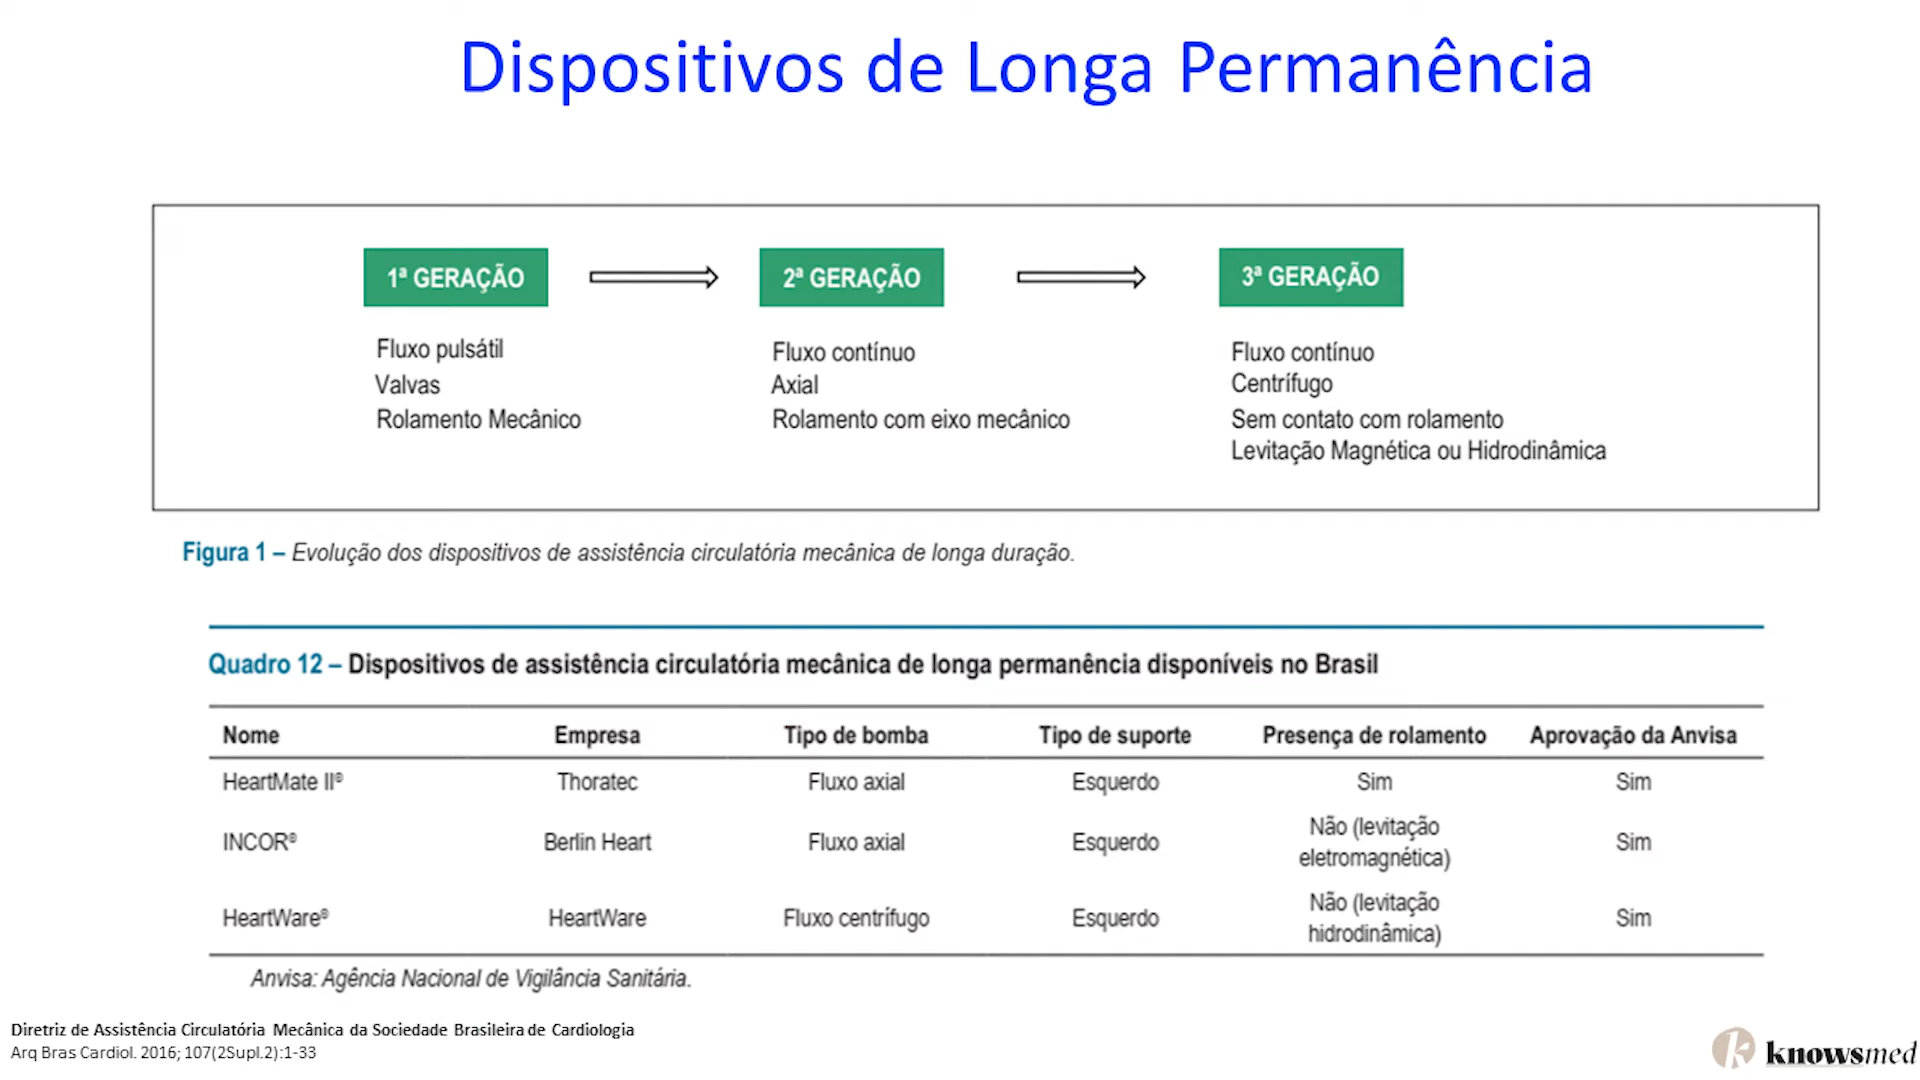 Dispositivos de Longa Permanência
1ª GERAÇÃO
2ª GERAÇÃO
3ª GERAÇÃO
Fluxo pulsátil
Valvas
Rolamento Mecânico
Fluxo contínuo
Axial
Rolamento com eixo mecânico
Fluxo contínuo
Centrífugo
Sem contato com rolamento
Levitação Magnética ou Hidrodinâmica
Figura 1 – Evolução dos dispositivos de assistência circulatória mecânica de longa duração.
Quadro 12 – Dispositivos de assistência circulatória mecânica de longa permanência disponíveis no Brasil
Nome Empresa Tipo de bomba Tipo de suporte Presença de rolamento Aprovação da Anvisa
HeartMate II® Thoratec Fluxo axial Esquerdo Sim Sim
INCOR® Berlin Heart Fluxo axial Esquerdo Não (levitação eletromagnética) Sim
HeartWare® HeartWare Fluxo centrífugo Esquerdo Não (levitação hidrodinâmica) Sim
Anvisa: Agência Nacional de Vigilância Sanitária.
Diretriz de Assistência Circulatória Mecânica da Sociedade Brasileira de Cardiologia
Arq Bras Cardiol. 2016; 107(2Supl.2):1-33
k knowsmed